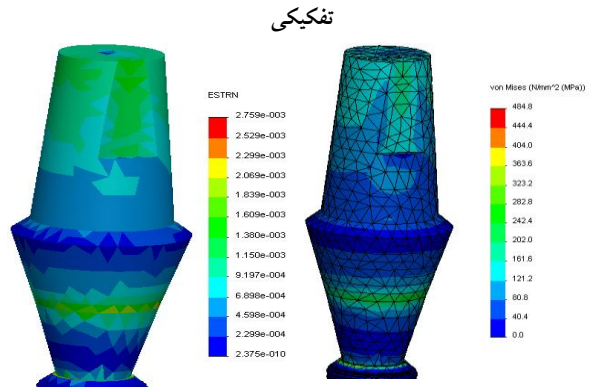 تفکیکی
ESTRN
2.759e-003
2.529e-003
2.299e-003
2.069e-003
1.839e-003
1.609e-003
1.380e-003
1.150e-003
9.197e-004
6.898e-004
4.598e-004
2.299e-004
2.375e-010
von Mises (N/mm^2 (MPa))
484.8
444.4
404.0
363.6
323.2
282.8
242.4
202.0
161.6
121.2
80.8
40.4
0.0